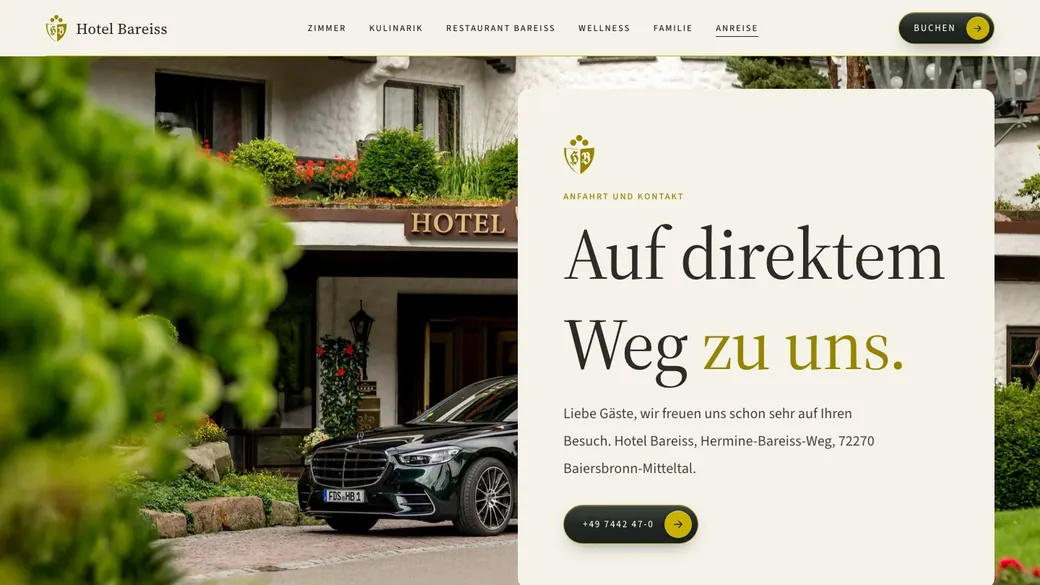 Hotel Bareiss
ZIMMER
KULINARIK
RESTAURANT BAREISS
WELLNESS
FAMILIE
ANREISE
BUCHEN
HOTEL
HB
ANFAHRT UND KONTAKT
Auf direktem
Weg zu uns.
Liebe Gäste, wir freuen uns schon sehr auf Ihren
Besuch. Hotel Bareiss, Hermine-Bareiss-Weg, 72270
Baiersbronn-Mitteltal.
FDS HB 1
+49 7442 47-0